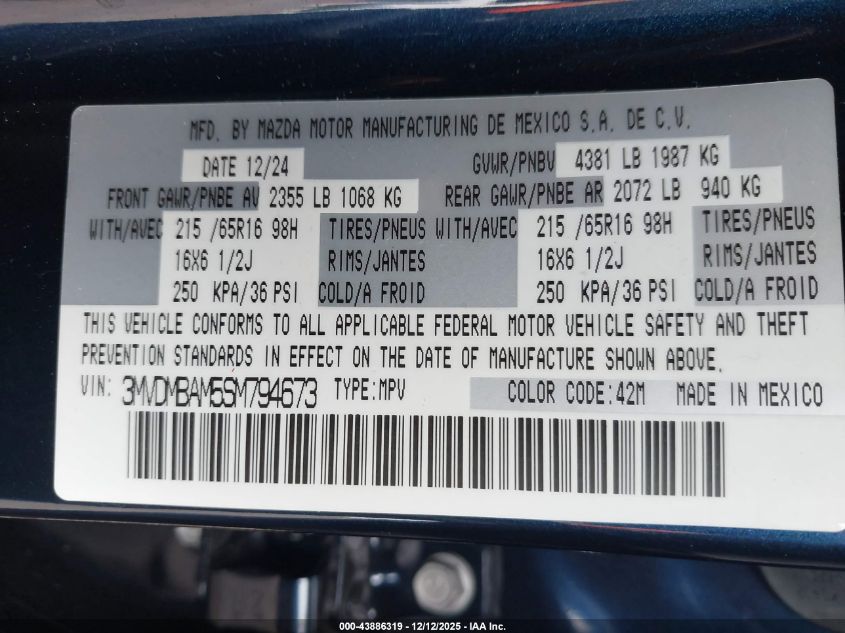 MFD. BY MAZDA MOTOR MANUFACTURING DE MEXICO S.A. DE C.V.
DATE 12/24 GVWR/PNBV 4381 LB 1987 KG
FRONT GAWR/PNBE AV 2355 LB 1068 KG REAR GAWR/PNBE AR 2072 LB 940 KG
WITH/AVEC 215 /65R16 98H TIRES/PNEUS WITH/AVEC 215 /65R16 98H TIRES/PNEUS
16X6 1/2J RIMS/JANTES 16X6 1/2J RIMS/JANTES
250 KPA/36 PSI COLD/A FROID 250 KPA/36 PSI COLD/A FROID
THIS VEHICLE CONFORMS TO ALL APPLICABLE FEDERAL MOTOR VEHICLE SAFETY AND THEFT
PREVENTION STANDARDS IN EFFECT ON THE DATE OF MANUFACTURE SHOWN ABOVE.
VIN: 3MVDMBAM5SM794673 TYPE:MPV COLOR CODE:42M MADE IN MEXICO
000-43886319 - 12/12/2025 - IAA Inc.